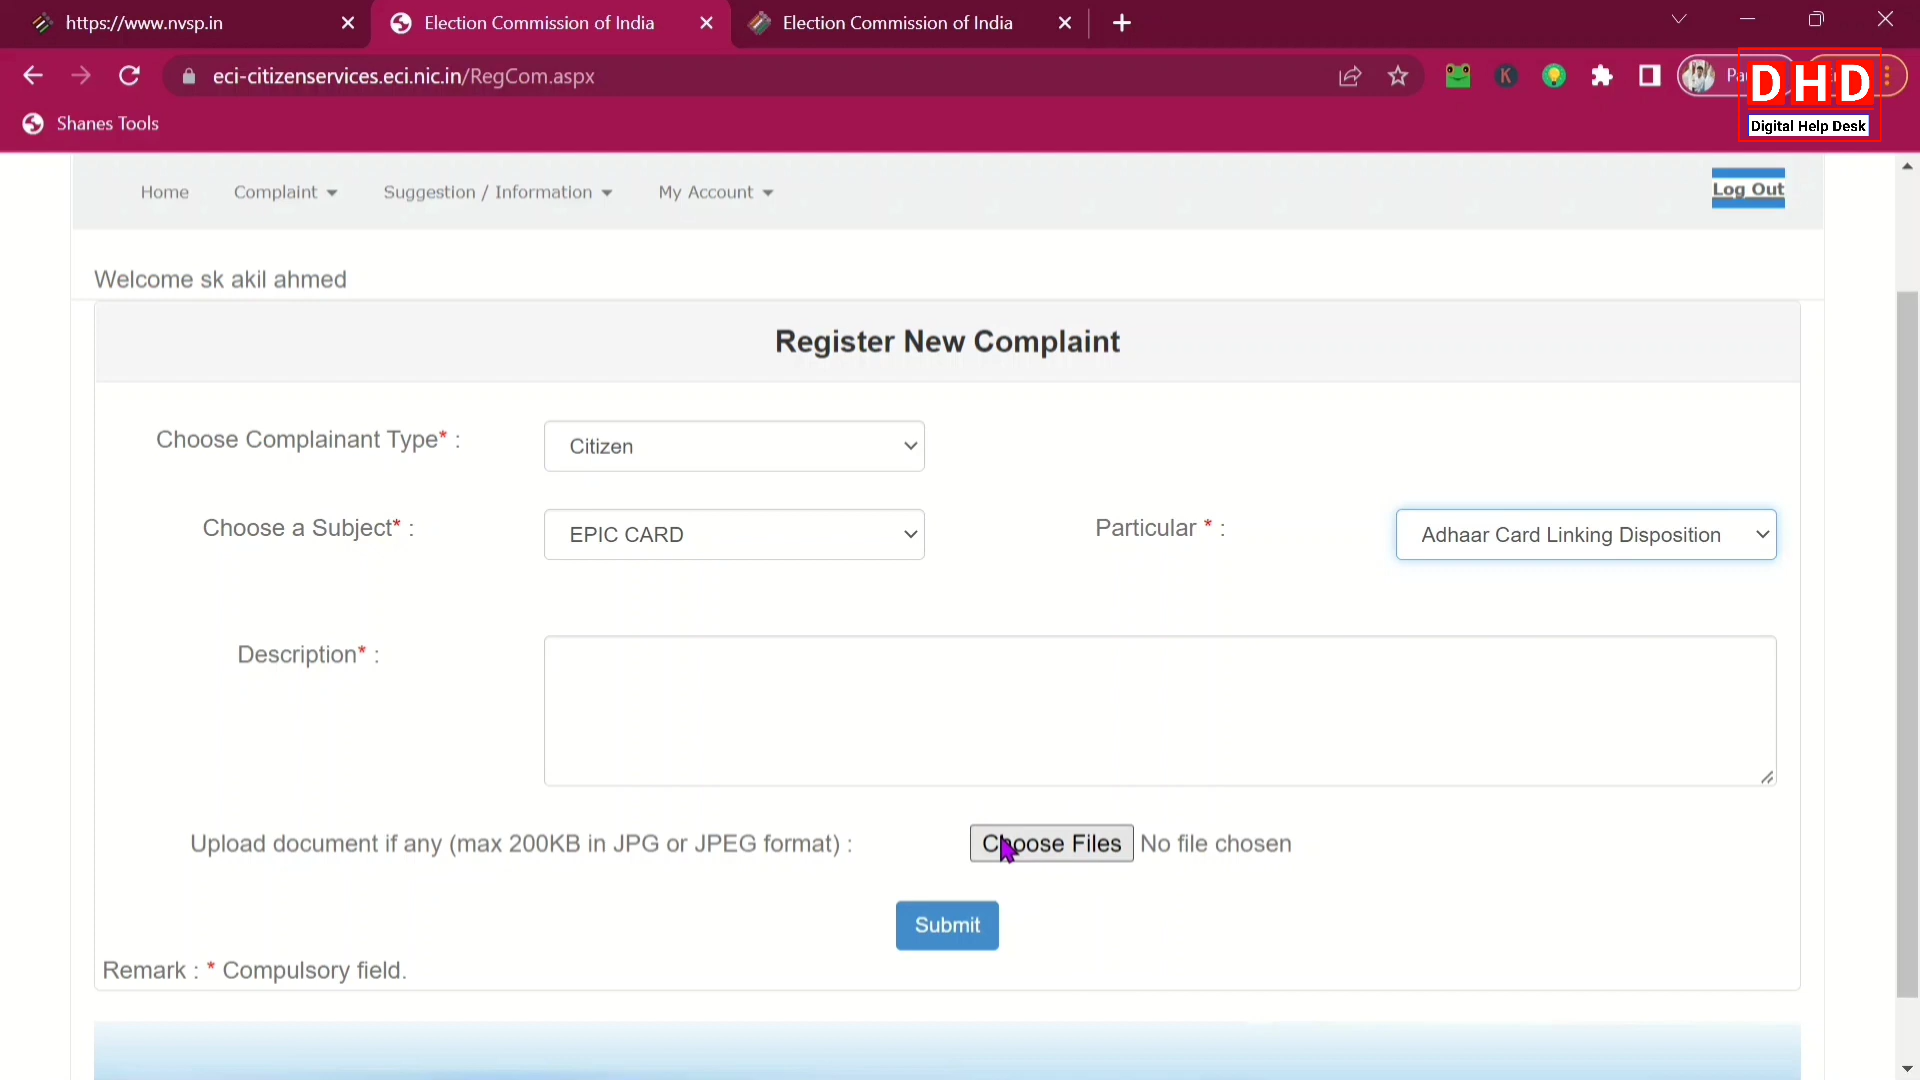 https://www.nvsp.in
Election Commission of India
Election Commission of India
eci-citizenservices.eci.nic.in/RegCom.aspx
K
DHD
Digital Help Desk
Shanes Tools
Home
Complaint
Suggestion / Information
My Account
Log Out
Welcome sk akil ahmed
Register New Complaint
Choose Complainant Type* :
Citizen
Choose a Subject* :
EPIC CARD
Particular * :
Adhaar Card Linking Disposition
Description* :
Upload document if any (max 200KB in JPG or JPEG format) :
Choose Files No file chosen
Submit
Remark : * Compulsory field.